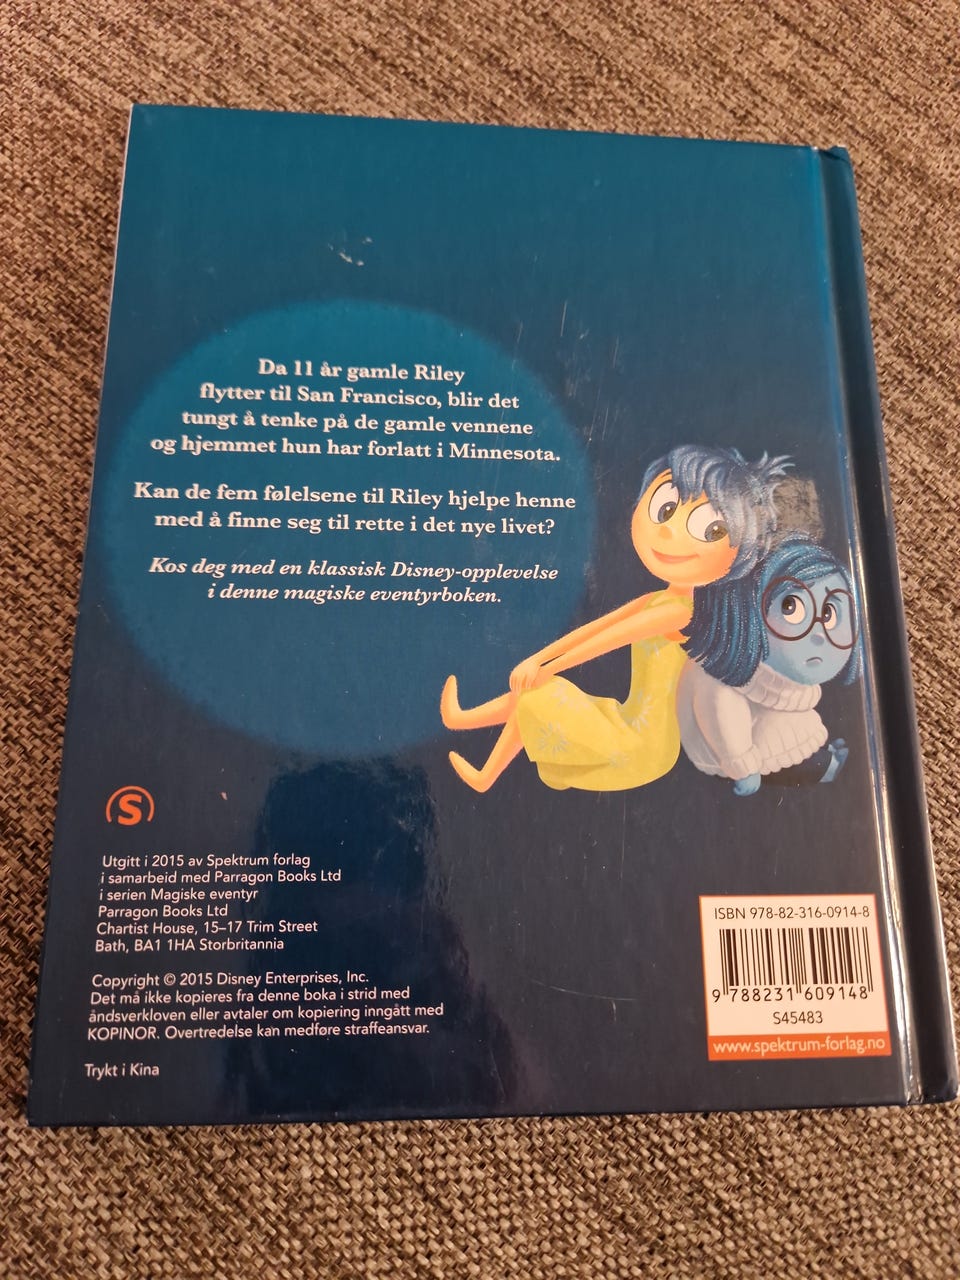 Da 11 år gamle Riley
flytter til San Francisco, blir det
tungt å tenke på de gamle vennene
og hjemmet hun har forlatt i Minnesota.
Kan de fem følelsene til Riley hjelpe henne
med å finne seg til rette i det nye livet?
Kos deg med en klassisk Disney-opplevelse
i denne magiske eventyrboken.
S
Utgitt i 2015 av Spektrum forlag
i samarbeid med Parragon Books Ltd
i serien Magiske eventyr
Parragon Books Ltd
Chartist House, 15–17 Trim Street
Bath, BA1 1HA Storbritannia
Copyright © 2015 Disney Enterprises, Inc.
Det må ikke kopieres fra denne boka i strid med
åndsverkloven eller avtaler om kopiering inngått med
KOPINOR. Overtredelse kan medføre straffeansvar.
Trykt i Kina
ISBN 978-82-316-0914-8
9 788231 609148
S45483
www.spektrum-forlag.no